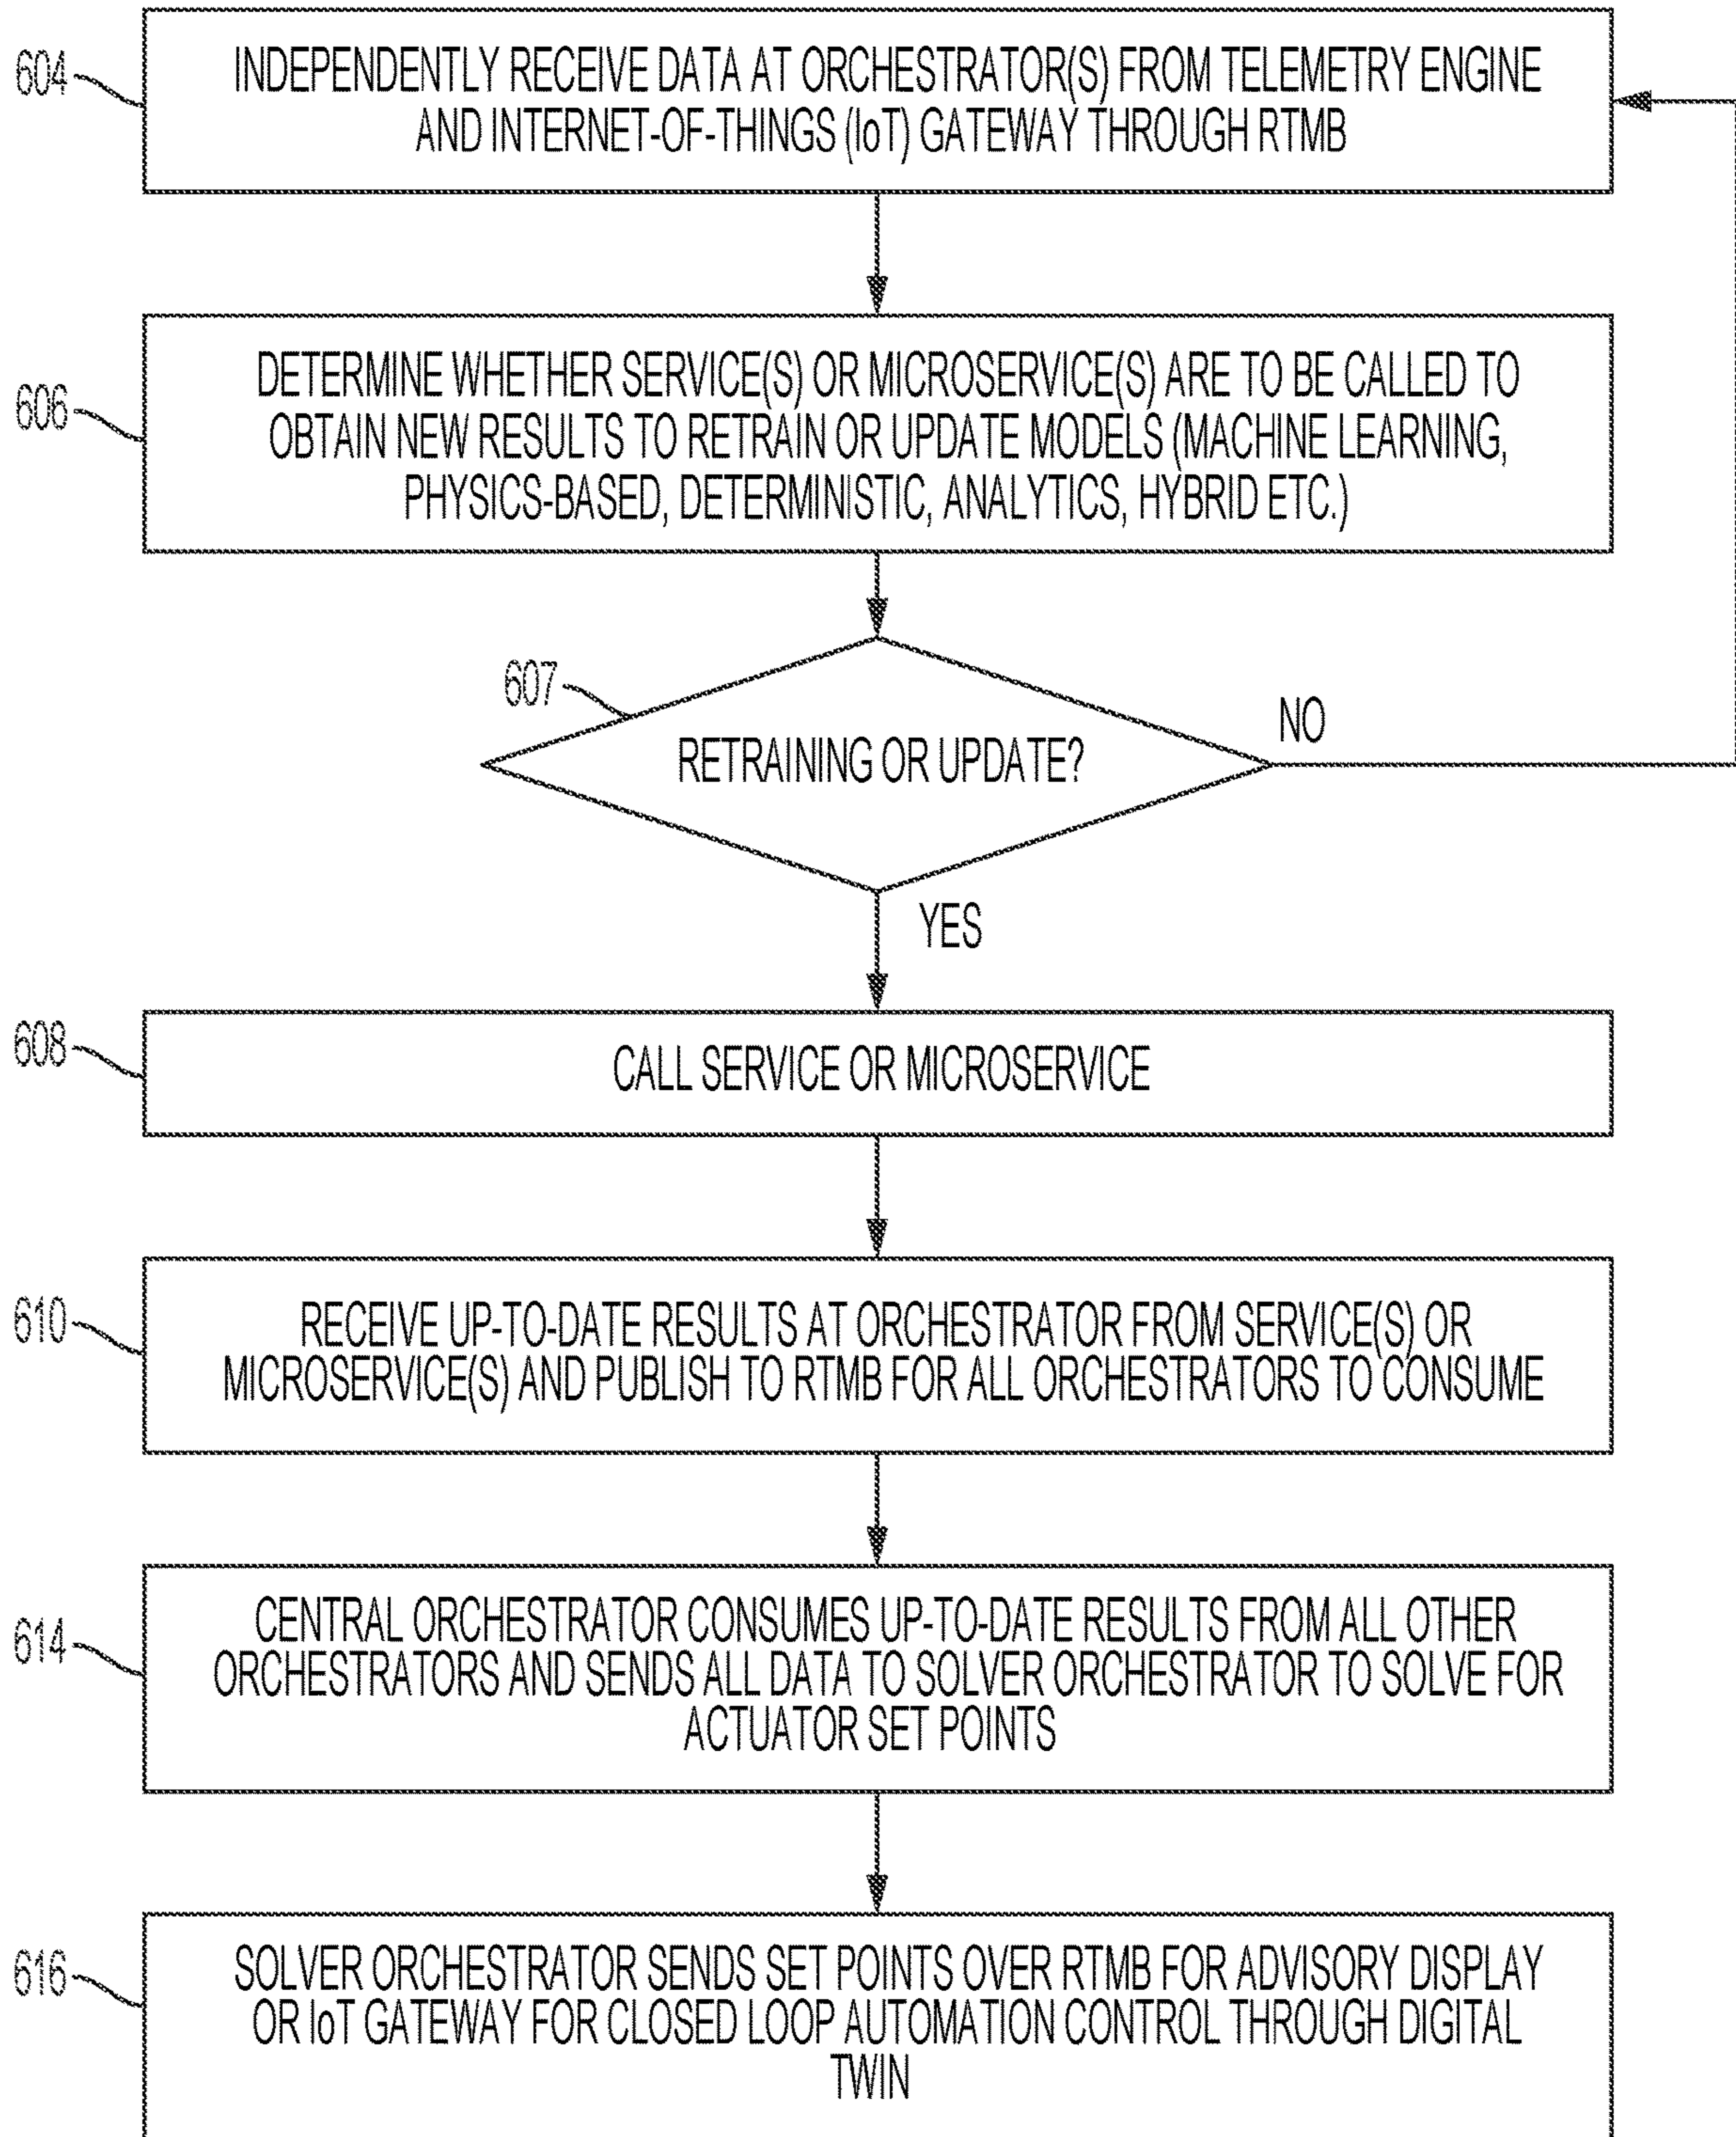 604
INDEPENDENTLY RECEIVE DATA AT ORCHESTRATOR(S) FROM TELEMETRY ENGINE
AND INTERNET-OF-THINGS (IoT) GATEWAY THROUGH RTMB
606
DETERMINE WHETHER SERVICE(S) OR MICROSERVICE(S) ARE TO BE CALLED TO
OBTAIN NEW RESULTS TO RETRAIN OR UPDATE MODELS (MACHINE LEARNING,
PHYSICS-BASED, DETERMINISTIC, ANALYTICS, HYBRID ETC.)
607
RETRAINING OR UPDATE?
NO
YES
608
CALL SERVICE OR MICROSERVICE
610
RECEIVE UP-TO-DATE RESULTS AT ORCHESTRATOR FROM SERVICE(S) OR
MICROSERVICE(S) AND PUBLISH TO RTMB FOR ALL ORCHESTRATORS TO CONSUME
614
CENTRAL ORCHESTRATOR CONSUMES UP-TO-DATE RESULTS FROM ALL OTHER
ORCHESTRATORS AND SENDS ALL DATA TO SOLVER ORCHESTRATOR TO SOLVE FOR
ACTUATOR SET POINTS
616
SOLVER ORCHESTRATOR SENDS SET POINTS OVER RTMB FOR ADVISORY DISPLAY
OR IoT GATEWAY FOR CLOSED LOOP AUTOMATION CONTROL THROUGH DIGITAL
TWIN